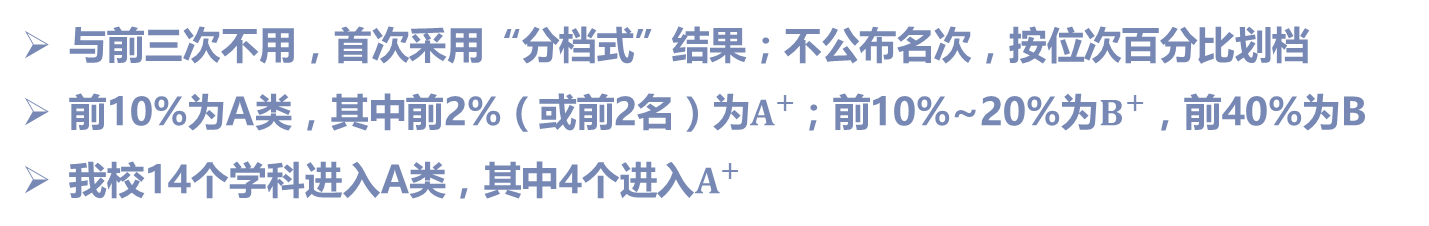 ➢ 与前三次不用，首次采用“分档式”结果；不公布名次，按位次百分比划档
➢ 前10%为A类，其中前2%（或前2名）为A⁺；前10%~20%为B⁺，前40%为B
➢ 我校14个学科进入A类，其中4个进入A⁺